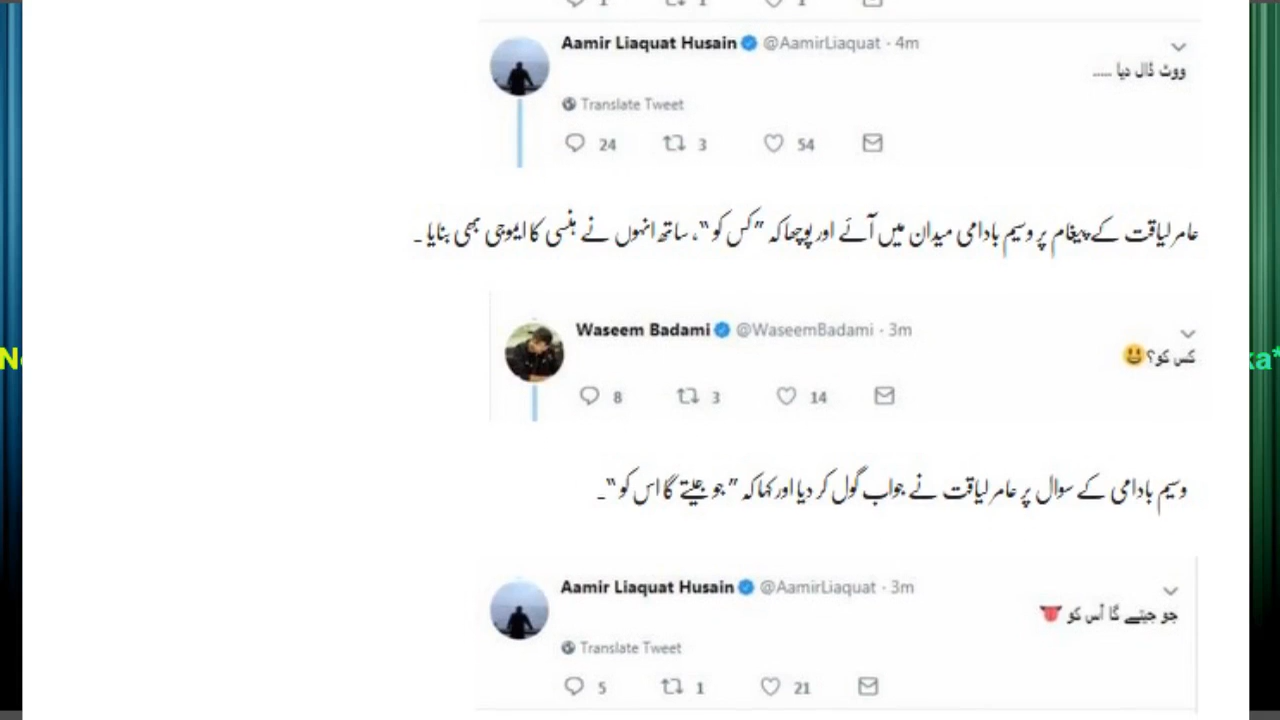 1 1 1
Aamir Liaquat Husain @AamirLiaquat · 4m
ووٹ ڈال دیا .....
Translate Tweet
24 3 54
عامر لیاقت کے پیغام پر وسیم بادامی میدان میں آئے اور پوچھا کہ ” کس کو “، ساتھ انہوں نے ہنسی کا ایموجی بھی بنایا ۔
Waseem Badami @WaseemBadami · 3m
کس کو؟😃
8 3 14
وسیم بادامی کے سوال پر عامر لیاقت نے جواب گول کر دیا اور کہا کہ ” جو جیتے گا اس کو “۔
Aamir Liaquat Husain @AamirLiaquat · 3m
جو جیتے گا اُس کو
Translate Tweet
5 1 21